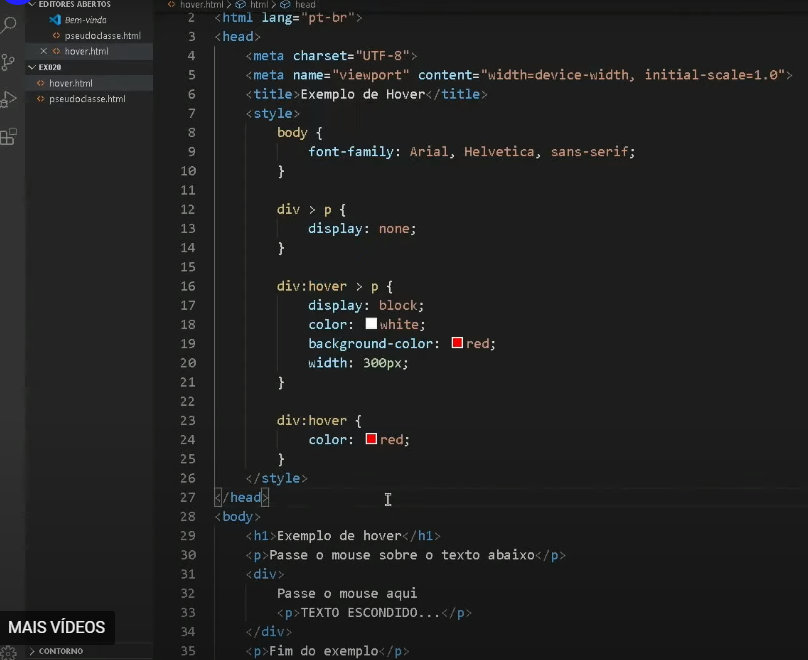 EDITORES ABERTOS
Bem-vindo
pseudoclasse.html
hover.html
EX020
hover.html
pseudoclasse.html
MAIS VÍDEOS
CONTORNO
hover.html > html > head
2 <html lang="pt-br">
3 <head>
4 <meta charset="UTF-8">
5 <meta name="viewport" content="width=device-width, initial-scale=1.0">
6 <title>Exemplo de Hover</title>
7 <style>
8 body {
9 font-family: Arial, Helvetica, sans-serif;
10 }
11
12 div > p {
13 display: none;
14 }
15
16 div:hover > p {
17 display: block;
18 color: white;
19 background-color: red;
20 width: 300px;
21 }
22
23 div:hover {
24 color: red;
25 }
26 </style>
27 </head>
28 <body>
29 <h1>Exemplo de hover</h1>
30 <p>Passe o mouse sobre o texto abaixo</p>
31 <div>
32 Passe o mouse aqui
33 <p>TEXTO ESCONDIDO...</p>
34 </div>
35 <p>Fim do exemplo</p>